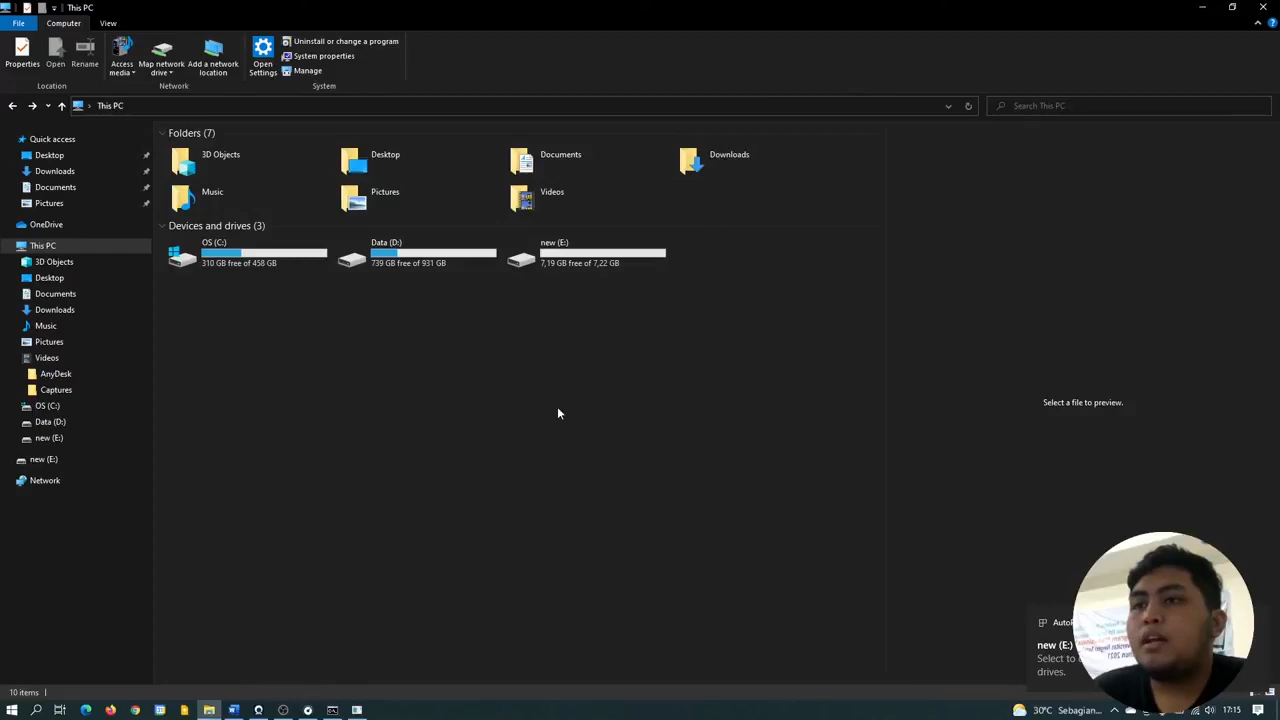 This PC
File
Computer
View
Properties
Open
Rename
Access media
Map network drive
Add a network location
Open Settings
Uninstall or change a program
System properties
Manage
Location
Network
System
This PC
Search This PC
Quick access
Desktop
Downloads
Documents
Pictures
OneDrive
This PC
3D Objects
Desktop
Documents
Downloads
Music
Pictures
Videos
AnyDesk
Captures
OS (C:)
Data (D:)
new (E:)
new (E:)
Network
Folders (7)
3D Objects
Desktop
Documents
Downloads
Music
Pictures
Videos
Devices and drives (3)
OS (C:)
310 GB free of 458 GB
Data (D:)
739 GB free of 931 GB
new (E:)
7,19 GB free of 7,22 GB
Select a file to preview.
new (E:)
Select to
drives.
10 items
30°C Sebagian...
17:15